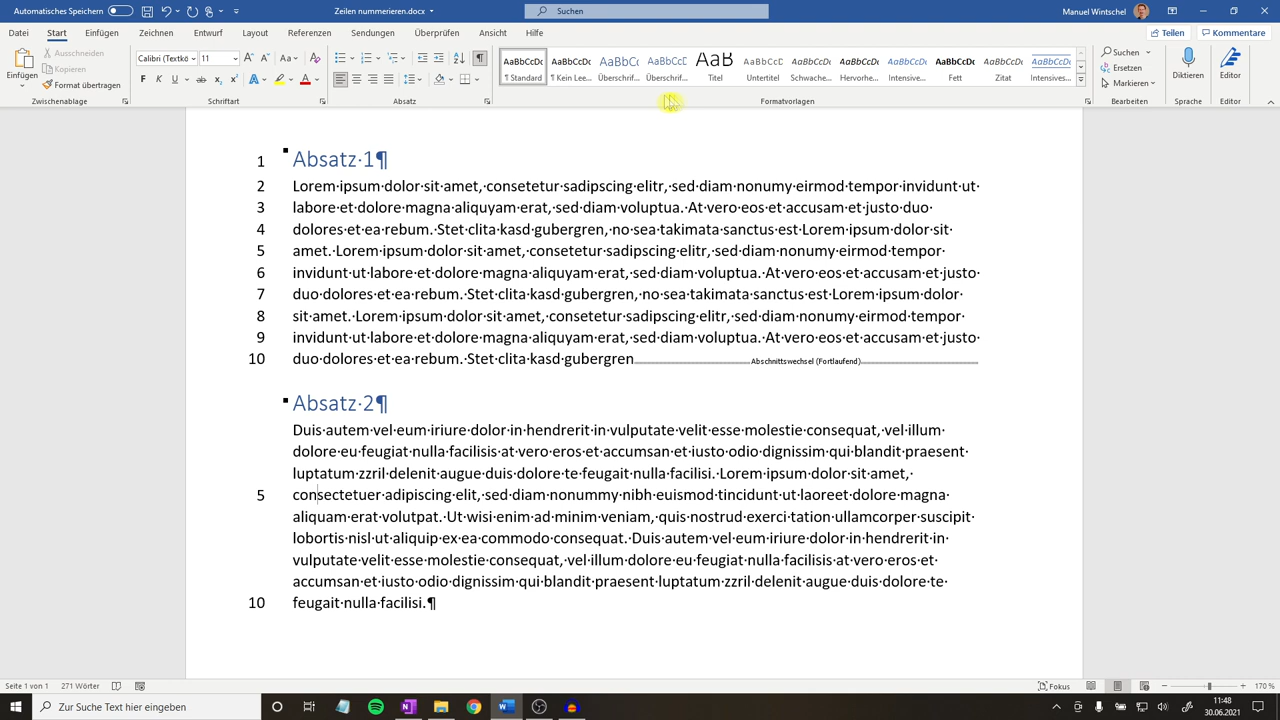 Automatisches Speichern
Zeilen nummerieren.docx
Suchen
Manuel Wintschel
Datei Start Einfügen Zeichnen Entwurf Layout Referenzen Sendungen Überprüfen Ansicht Hilfe
Teilen Kommentare
Einfügen
Ausschneiden
Kopieren
Format übertragen
Zwischenablage
Calibri (Textko 11
F K U ab x₂ x²
Schriftart
Absatz
AaBbCcDc AaBbCcDc AaBbCc AaBbCcD AaB AaBbCcD AaBbCcDc AaBbCcDc AaBbCcDc AaBbCcDc AaBbCcDc AaBbCcDc
¶ Standard ¶ Kein Lee... Überschrif... Überschrif... Titel Untertitel Schwache... Hervorhe... Intensive... Fett Zitat Intensives...
Formatvorlagen
Suchen
Ersetzen
Markieren
Bearbeiten
Diktieren
Sprache
Editor
Editor
1 Absatz·1¶
2 Lorem·ipsum·dolor·sit·amet,·consetetur·sadipscing·elitr,·sed·diam·nonumy·eirmod·tempor·invidunt·ut·
3 labore·et·dolore·magna·aliquyam·erat,·sed·diam·voluptua.·At·vero·eos·et·accusam·et·justo·duo·
4 dolores·et·ea·rebum.·Stet·clita·kasd·gubergren,·no·sea·takimata·sanctus·est·Lorem·ipsum·dolor·sit·
5 amet.·Lorem·ipsum·dolor·sit·amet,·consetetur·sadipscing·elitr,·sed·diam·nonumy·eirmod·tempor·
6 invidunt·ut·labore·et·dolore·magna·aliquyam·erat,·sed·diam·voluptua.·At·vero·eos·et·accusam·et·justo·
7 duo·dolores·et·ea·rebum.·Stet·clita·kasd·gubergren,·no·sea·takimata·sanctus·est·Lorem·ipsum·dolor·
8 sit·amet.·Lorem·ipsum·dolor·sit·amet,·consetetur·sadipscing·elitr,·sed·diam·nonumy·eirmod·tempor·
9 invidunt·ut·labore·et·dolore·magna·aliquyam·erat,·sed·diam·voluptua.·At·vero·eos·et·accusam·et·justo·
10 duo·dolores·et·ea·rebum.·Stet·clita·kasd·gubergren Abschnittswechsel (Fortlaufend)
Absatz·2¶
Duis·autem·vel·eum·iriure·dolor·in·hendrerit·in·vulputate·velit·esse·molestie·consequat,·vel·illum·
dolore·eu·feugiat·nulla·facilisis·at·vero·eros·et·accumsan·et·iusto·odio·dignissim·qui·blandit·praesent·
luptatum·zzril·delenit·augue·duis·dolore·te·feugait·nulla·facilisi.·Lorem·ipsum·dolor·sit·amet,·
5 consectetuer·adipiscing·elit,·sed·diam·nonummy·nibh·euismod·tincidunt·ut·laoreet·dolore·magna·
aliquam·erat·volutpat.·Ut·wisi·enim·ad·minim·veniam,·quis·nostrud·exerci·tation·ullamcorper·suscipit·
lobortis·nisl·ut·aliquip·ex·ea·commodo·consequat.·Duis·autem·vel·eum·iriure·dolor·in·hendrerit·in·
vulputate·velit·esse·molestie·consequat,·vel·illum·dolore·eu·feugiat·nulla·facilisis·at·vero·eros·et·
accumsan·et·iusto·odio·dignissim·qui·blandit·praesent·luptatum·zzril·delenit·augue·duis·dolore·te·
10 feugait·nulla·facilisi.¶
Seite 1 von 1 271 Wörter
Fokus
170 %
Zur Suche Text hier eingeben
11:48
30.06.2021